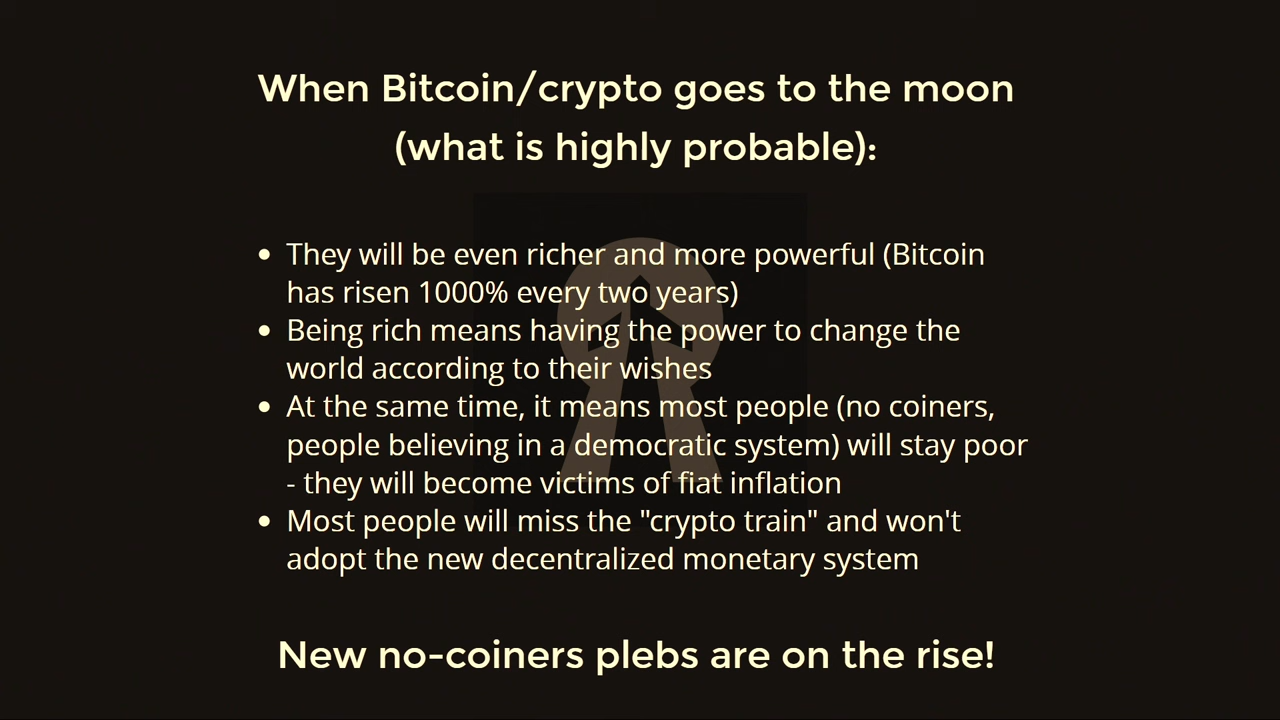 When Bitcoin/crypto goes to the moon
(what is highly probable):
• They will be even richer and more powerful (Bitcoin
has risen 1000% every two years)
• Being rich means having the power to change the
world according to their wishes
• At the same time, it means most people (no coiners,
people believing in a democratic system) will stay poor
- they will become victims of fiat inflation
• Most people will miss the "crypto train" and won't
adopt the new decentralized monetary system
New no-coiners plebs are on the rise!